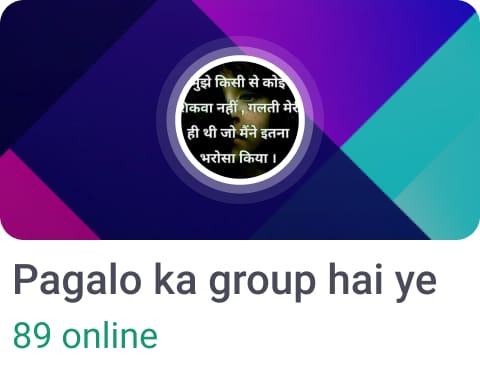 मुझे किसी से कोई
शिकवा नहीं , गलती मेरी
ही थी जो मैंने इतना
भरोसा किया ।
Pagalo ka group hai ye
89 online